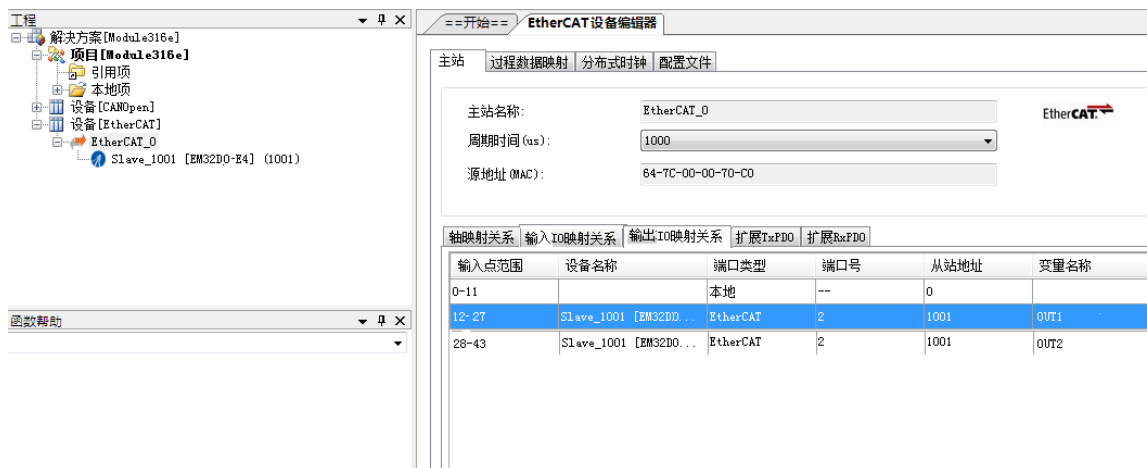 工程
解决方案[Module316e]
项目[Module316e]
引用项
本地项
设备[CANOpen]
设备[EtherCAT]
EtherCAT_0
Slave_1001 [EM32DO-E4] (1001)
函数帮助
==开始== EtherCAT设备编辑器
主站 过程数据映射 分布式时钟 配置文件
主站名称: EtherCAT_0 EtherCAT
周期时间(us): 1000
源地址(MAC): 64-7C-00-00-70-C0
轴映射关系 输入IO映射关系 输出IO映射关系 扩展TxPDO 扩展RxPDO
输入点范围 设备名称 端口类型 端口号 从站地址 变量名称
0-11 本地 -- 0
12-27 Slave_1001 [EM32DO... EtherCAT 2 1001 OUT1
28-43 Slave_1001 [EM32DO... EtherCAT 2 1001 OUT2